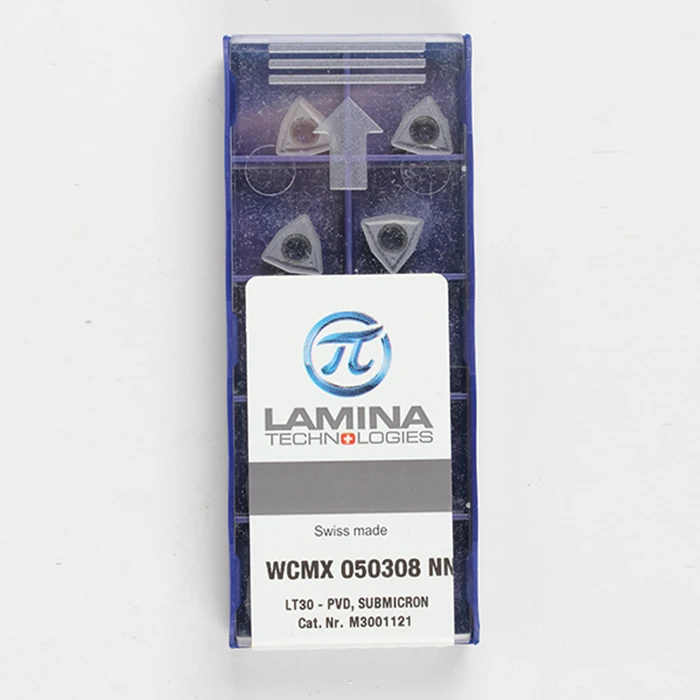 π
LAMINA
TECHNOLOGIES
Swiss made
WCMX 050308 NN
LT30 - PVD, SUBMICRON
Cat. Nr. M3001121